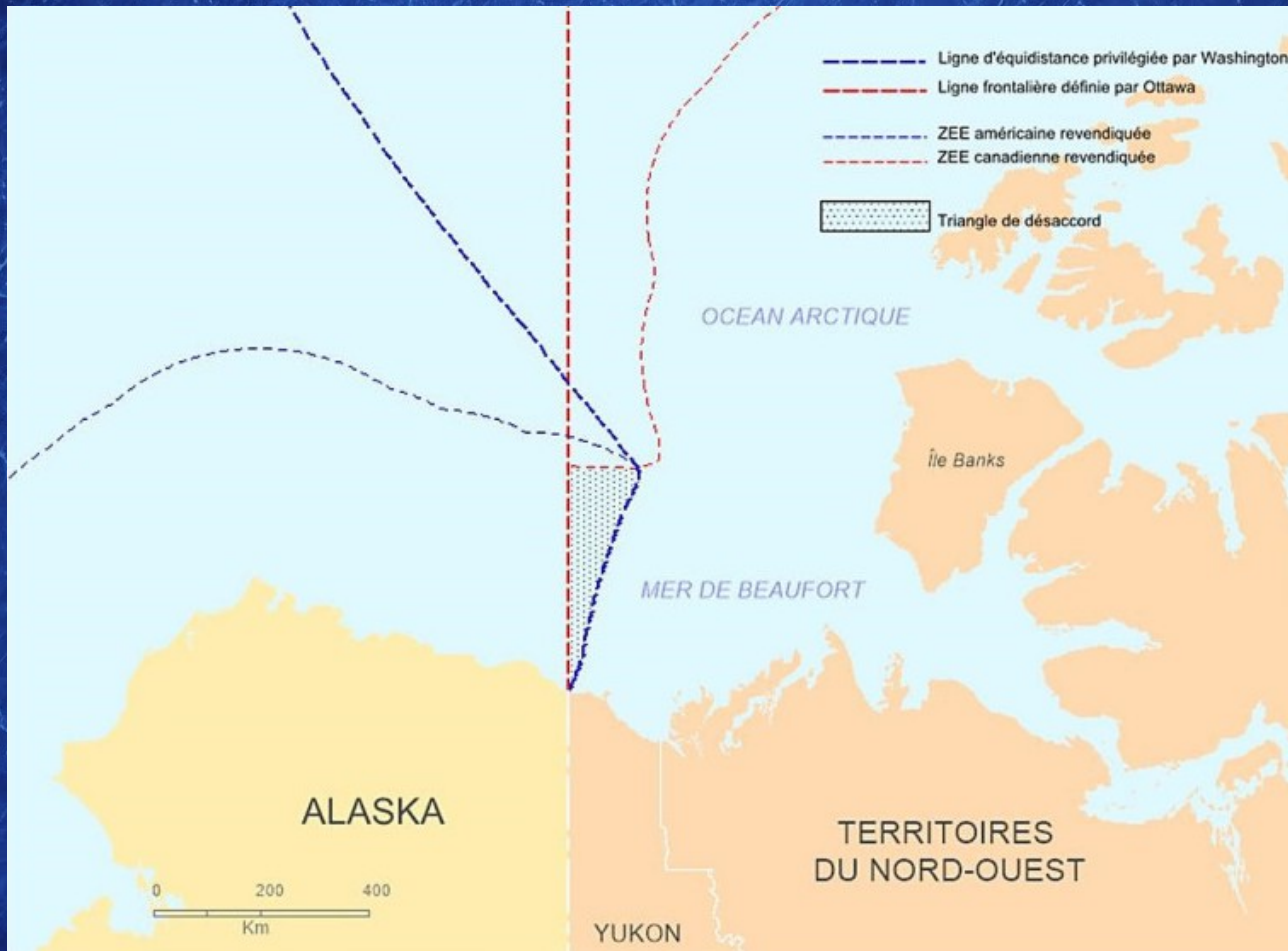 Ligne d'équidistance privilégiée par Washington
Ligne frontalière définie par Ottawa
ZEE américaine revendiquée
ZEE canadienne revendiquée
Triangle de désaccord
OCEAN ARCTIQUE
Île Banks
MER DE BEAUFORT
ALASKA
TERRITOIRES
DU NORD-OUEST
0 200 400
Km
YUKON